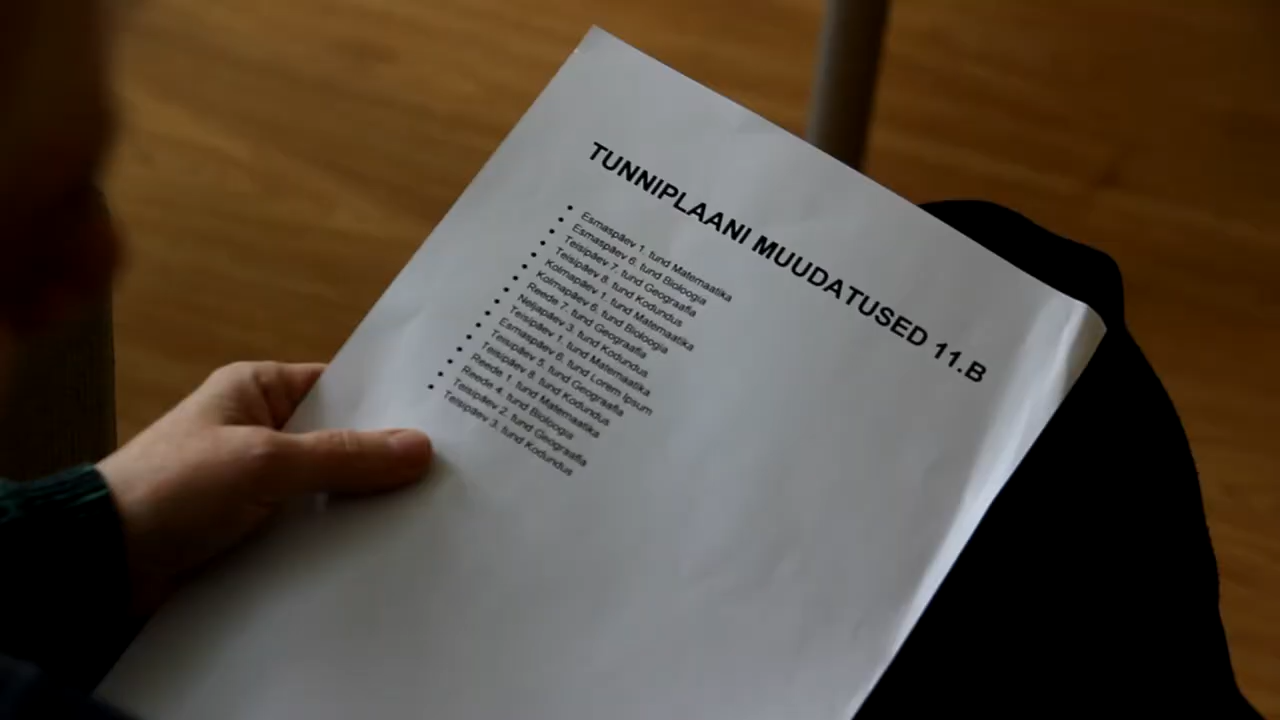 TUNNIPLAANI MUUDATUSED 11.B
• Esmaspäev 1. tund Matemaatika
• Esmaspäev 6. tund Bioloogia
• Teisipäev 7. tund Geograafia
• Teisipäev 8. tund Kodundus
• Kolmapäev 1. tund Matemaatika
• Kolmapäev 6. tund Bioloogia
• Reede 7. tund Geograafia
• Neljapäev 3. tund Kodundus
• Teisipäev 1. tund Matemaatika
• Esmaspäev 6. tund Lorem Ipsum
• Teisipäev 5. tund Geograafia
• Teisipäev 8. tund Kodundus
• Reede 1. tund Matemaatika
• Reede 4. tund Bioloogia
• Teisipäev 2. tund Geograafia
• Teisipäev 3. tund Kodundus